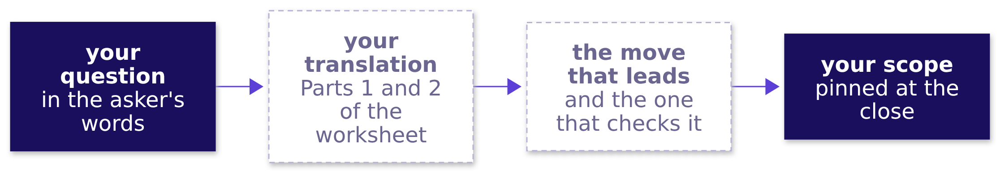 your
question
in the asker's
words
your
translation
Parts 1 and 2
of the
worksheet
the move
that leads
and the one
that checks it
your scope
pinned at the
close